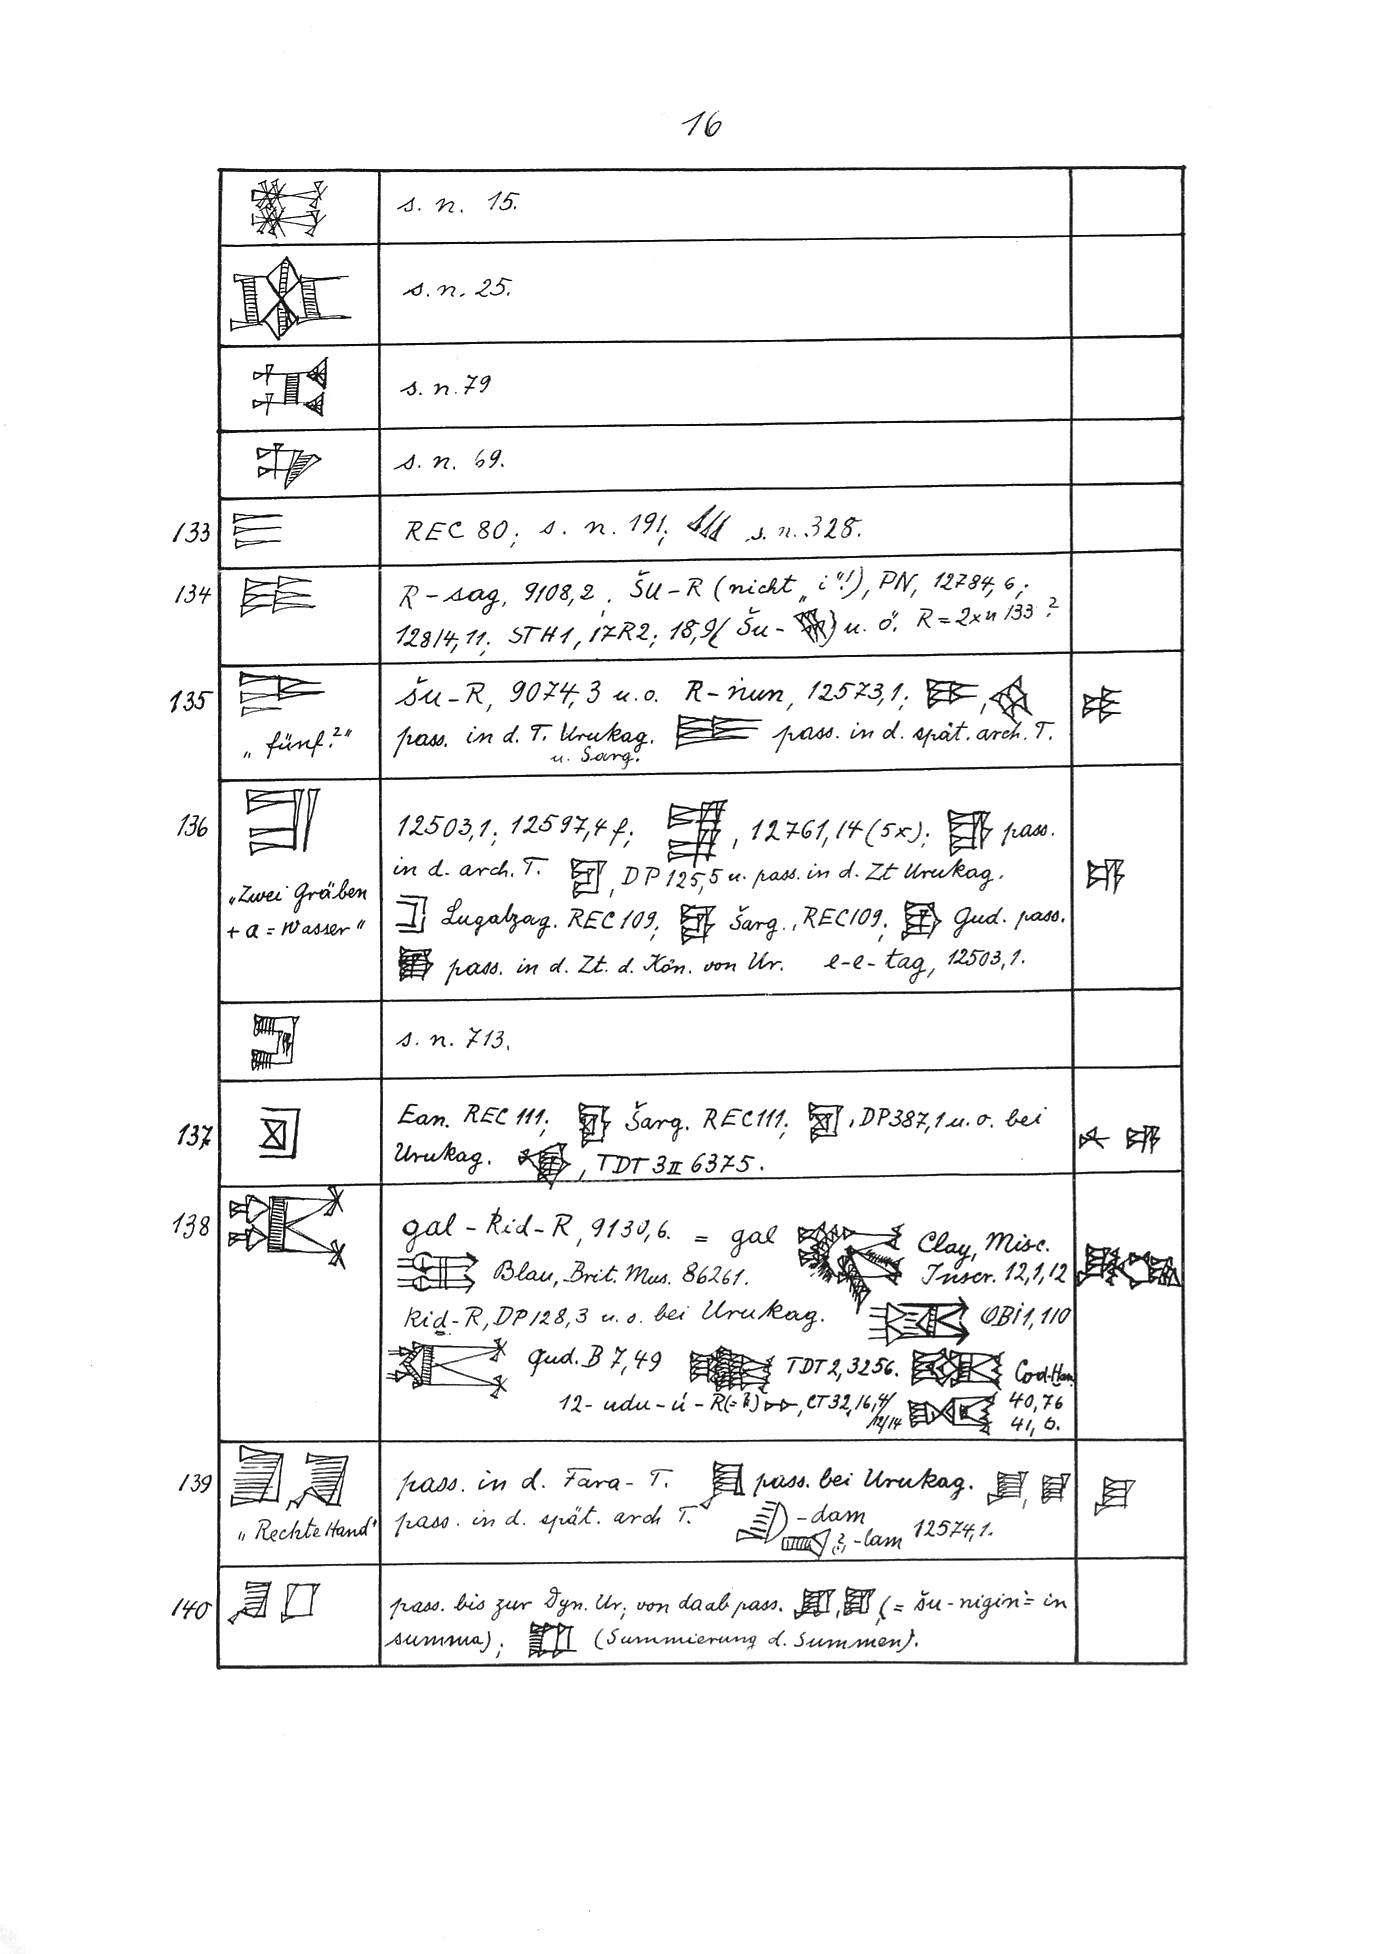 16
s. n. 15.
s. n. 25.
s. n. 79
s. n. 69.
133 REC 80; s. n. 191; s. n. 328.
134 R-sag, 9108,2. ŠU-R (nicht „i"!), PN, 12784,6;
12814,11; STH1, 17R2; 18,9 (Šu- ) u. ö. R = 2x n 133?
135 šu-R, 9074,3 u. o. R-nun, 12573,1; ,
„fünf?" pass. in d. T. Urukag. pass. in d. spät. arch. T.
u. Sarg.
136 12503,1; 12597,4 f; , 12761,14 (5x); pass.
in d. arch. T. , DP 125,5 u. pass. in d. Zt Urukag.
„Zwei Gräben
+ a = Wasser" Lugalzag. REC 109; Šarg., REC 109; Gud. pass.
pass. in d. Zt. d. Kön. von Ur. e-e-tag, 12503,1.
s. n. 713.
137 Ean. REC 111; Šarg. REC 111; , DP 387,1 u. o. bei
Urukag. , TDT 3 II 6375.
138 gal-kid-R, 9130,6. = gal Clay, Misc.
Blau, Brit. Mus. 86261. Inscr. 12,1,12
kid-R, DP 128,3 u. o. bei Urukag. OBI 1,110
Gud. B 7,49 TDT 2, 3256.
12-udu-ú-R , CT 32, 16, 4/
12/14 40,76
41, 6.
139 pass. in d. Fara-T. pass. bei Urukag. ,
„Rechte Hand" pass. in d. spät. arch T. -dam
-lam 12574,1.
140 pass. bis zur Dyn. Ur; von da ab pass. , (= šu-nigin = in
summa); (Summierung d. Summen).